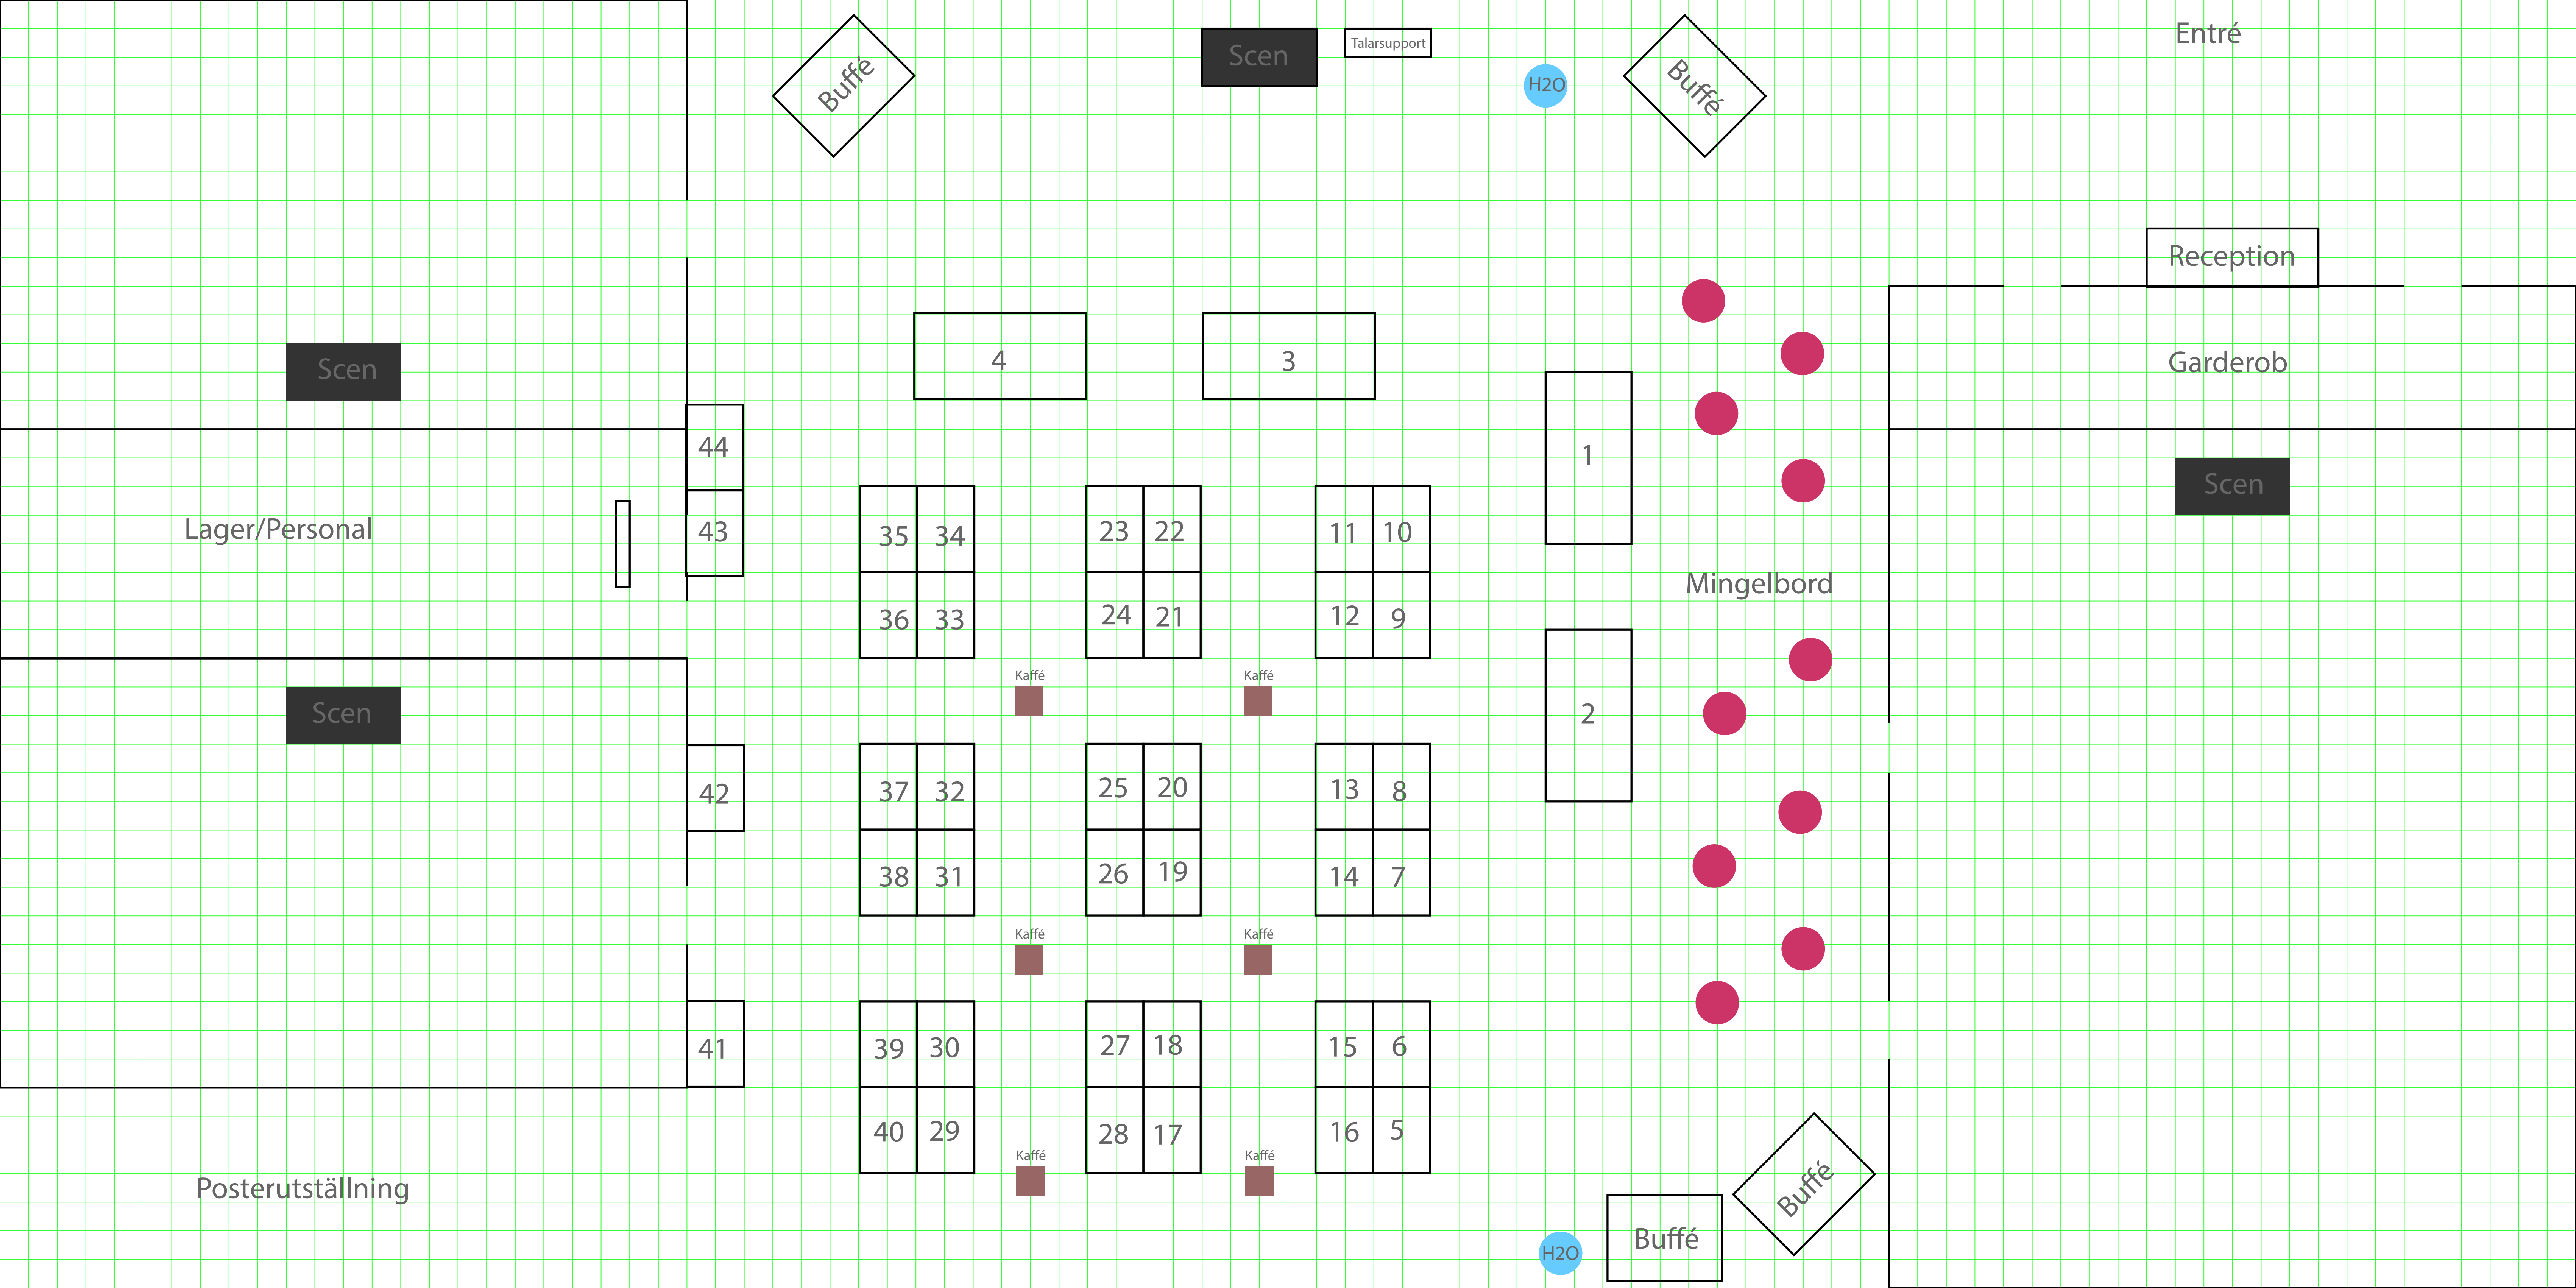 Entré
Talarsupport
Scen
Buffé
Buffé
H2O
Reception
Garderob
Scen
4
3
44
1
Scen
Lager/Personal
43
35 34
23 22
11 10
Mingelbord
36 33
24 21
12 9
Kaffé
Kaffé
Scen
2
42
37 32
25 20
13 8
38 31
26 19
14 7
Kaffé
Kaffé
41
39 30
27 18
15 6
40 29
28 17
16 5
Kaffé
Kaffé
Posterutställning
Buffé
Buffé
H2O